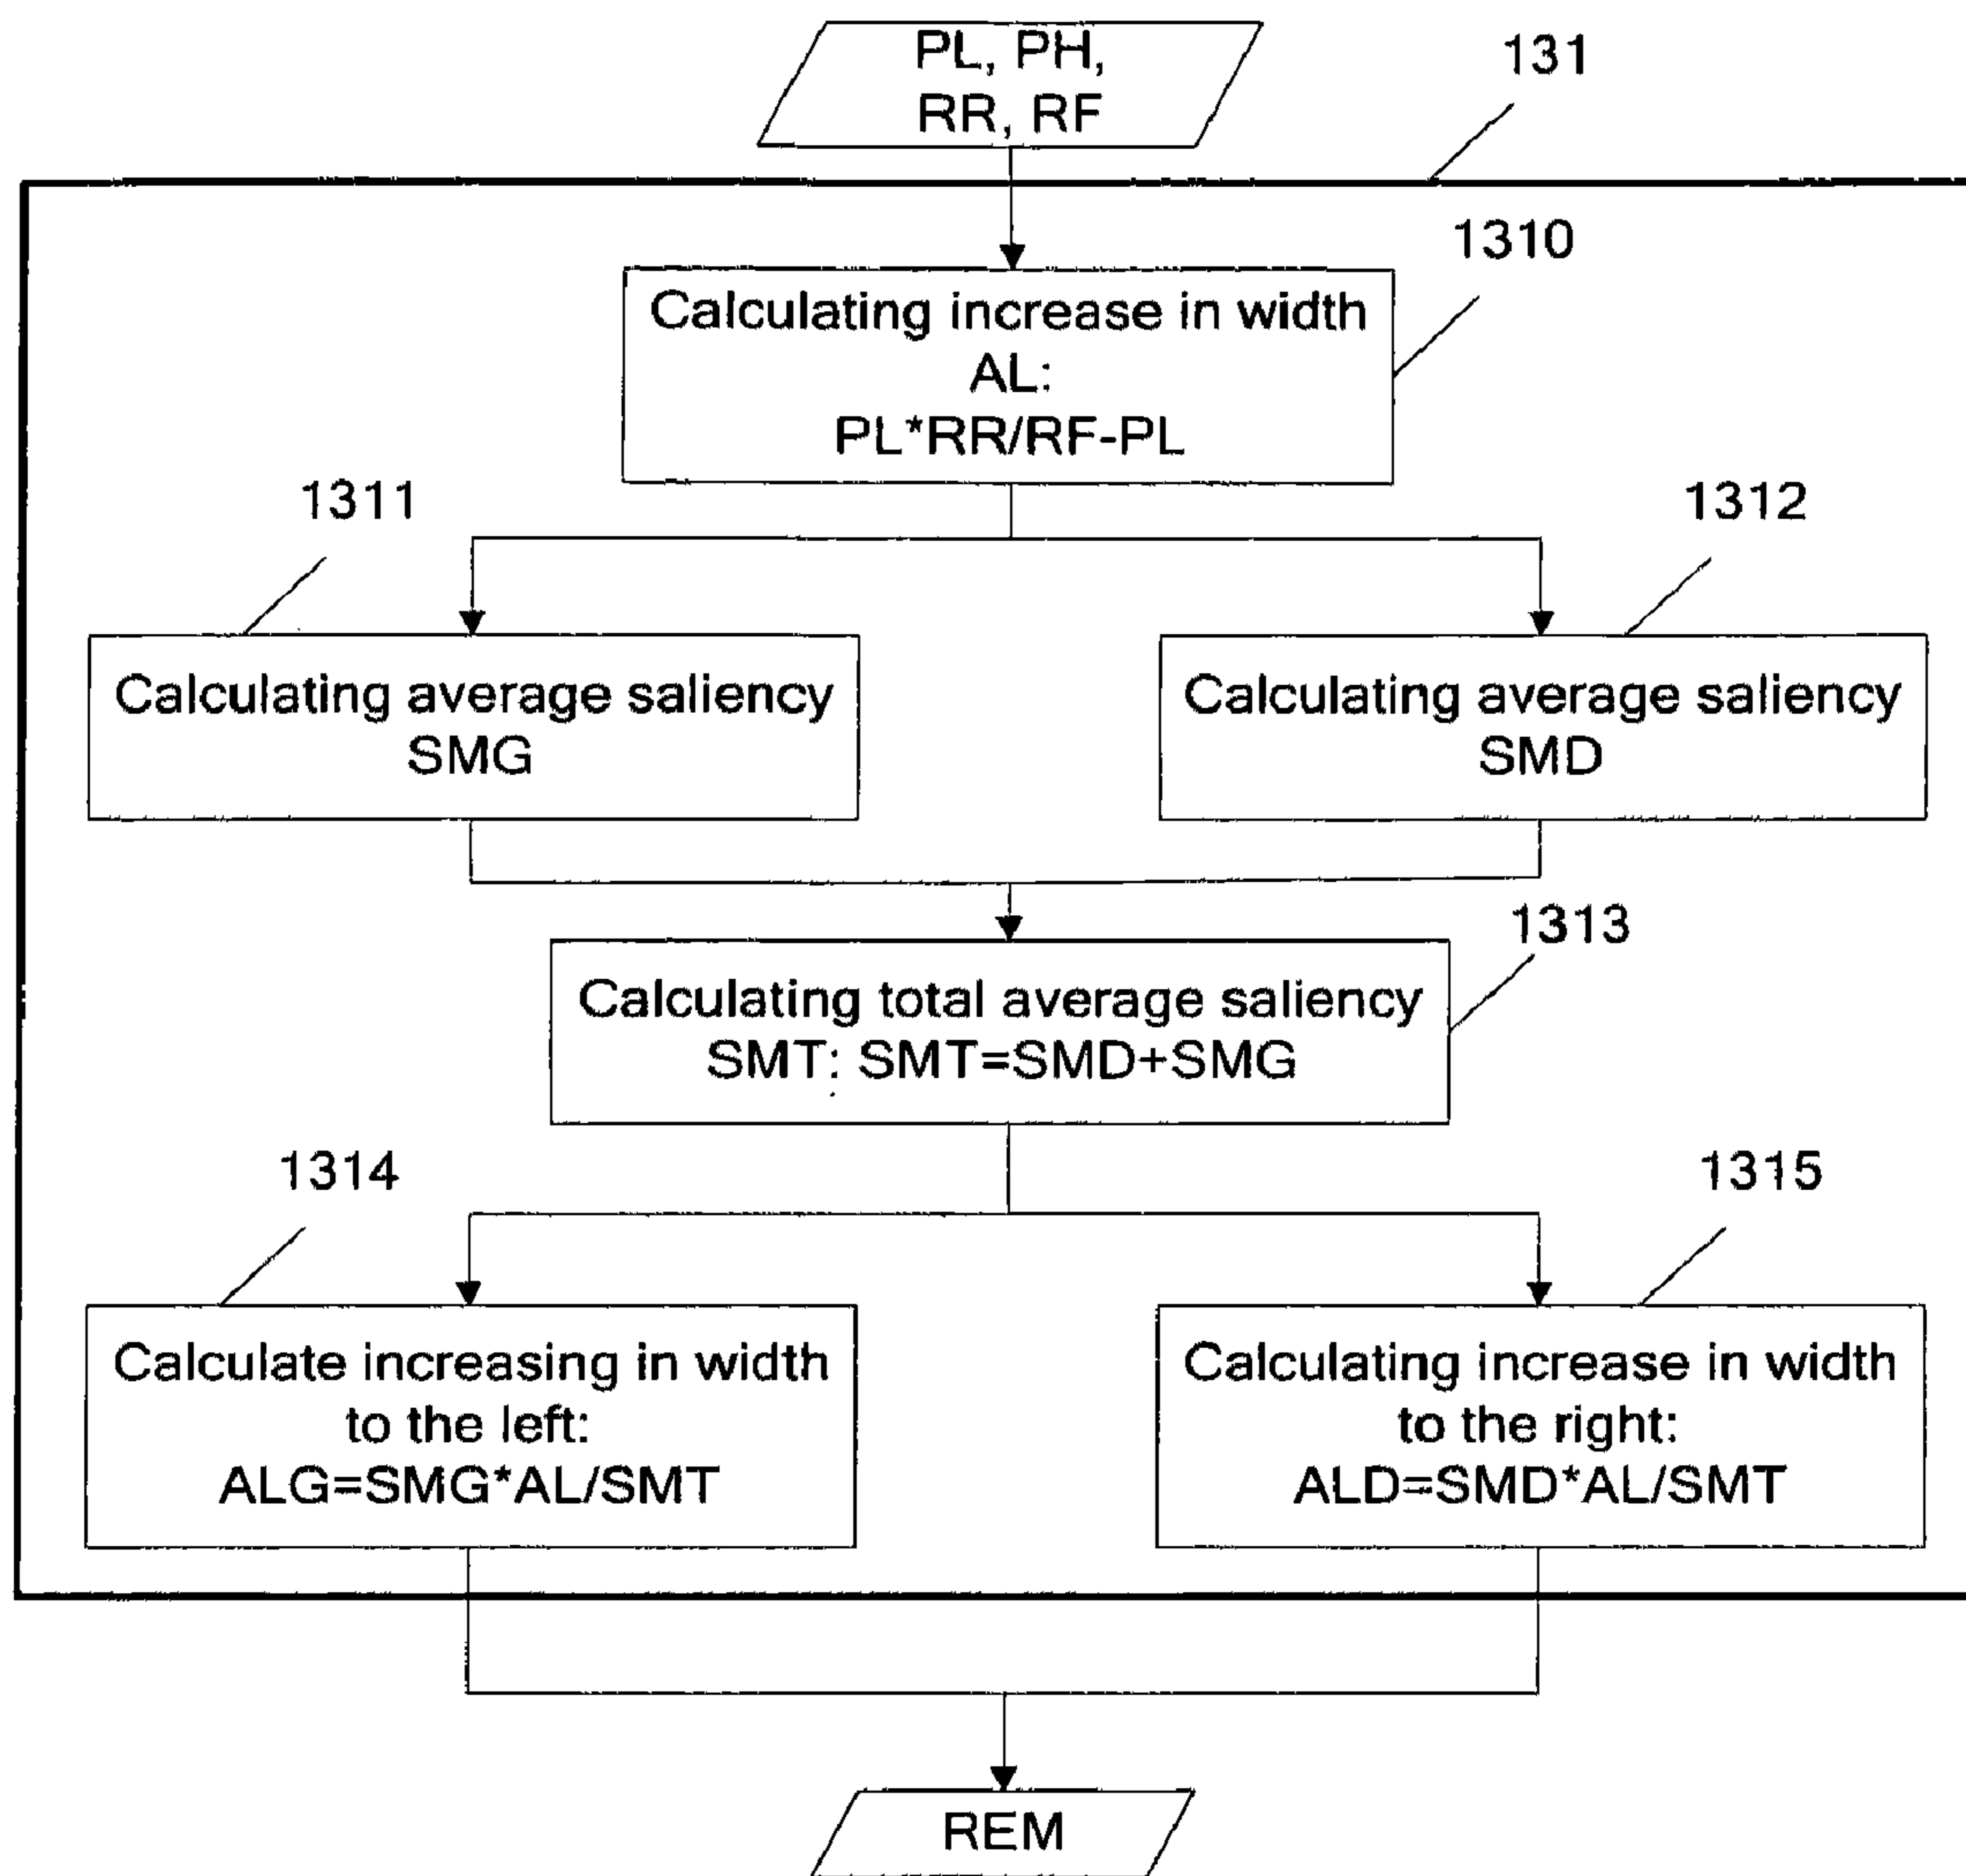 PL, PH,
RR, RF
131
1310
Calculating increase in width
AL:
PL*RR/RF-PL
1311
1312
Calculating average saliency
SMG
Calculating average saliency
SMD
1313
Calculating total average saliency
SMT: SMT=SMD+SMG
1314
1315
Calculate increasing in width
to the left:
ALG=SMG*AL/SMT
Calculating increase in width
to the right:
ALD=SMD*AL/SMT
REM